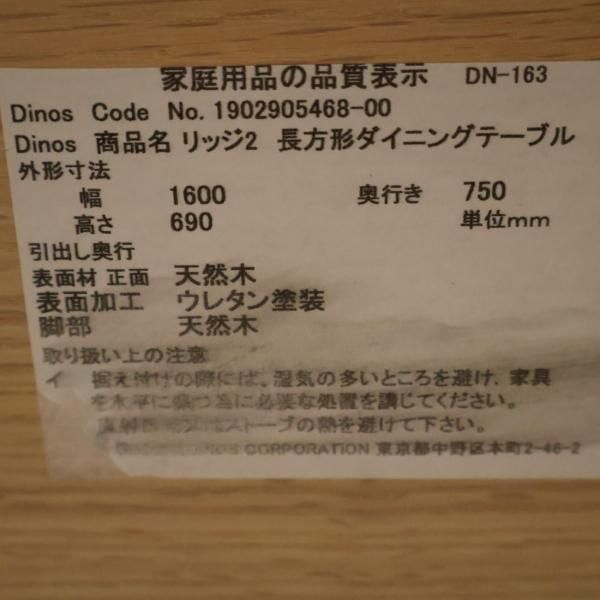 家庭用品の品質表示 DN-163
Dinos Code No. 1902905468-00
Dinos 商品名 リッジ2 長方形ダイニングテーブル
外形寸法
幅 1600 奥行き 750
高さ 690 単位mm
引出し奥行
表面材 正面 天然木
表面加工 ウレタン塗装
脚部 天然木
取り扱い上の注意
イ 据え付けの際には、湿気の多いところを避け、家具
を水平に保つ為に必要な処置を講じてください。
ストーブの熱を避けて下さい。
CORPORATION 東京都中野区本町2-46-2